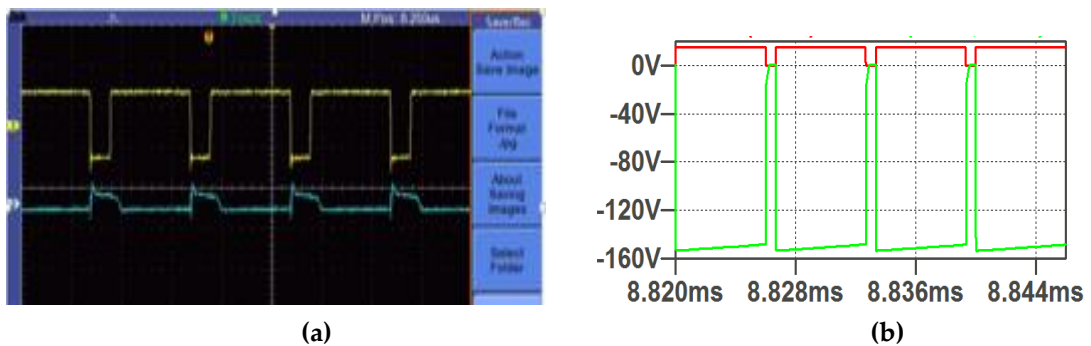 M Pos: 8.200us
Save/Rec
Action
Save Image
File
Format
.jpg
About
Saving
Images
Select
Folder
(a)
0V
-40V
-80V
-120V
-160V
8.820ms 8.828ms 8.836ms 8.844ms
(b)